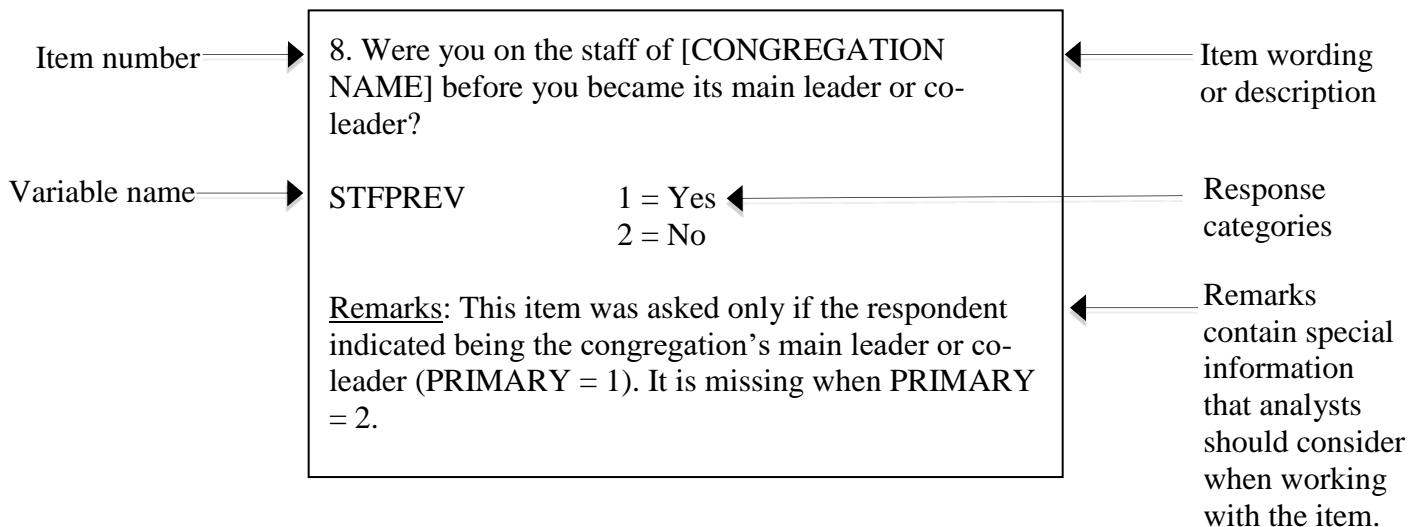 Item number
8. Were you on the staff of [CONGREGATION
NAME] before you became its main leader or co-
leader?
Item wording
or description
Variable name
STFPREV 1 = Yes
2 = No
Response
categories
Remarks: This item was asked only if the respondent
indicated being the congregation’s main leader or co-
leader (PRIMARY = 1). It is missing when PRIMARY
= 2.
Remarks
contain special
information
that analysts
should consider
when working
with the item.